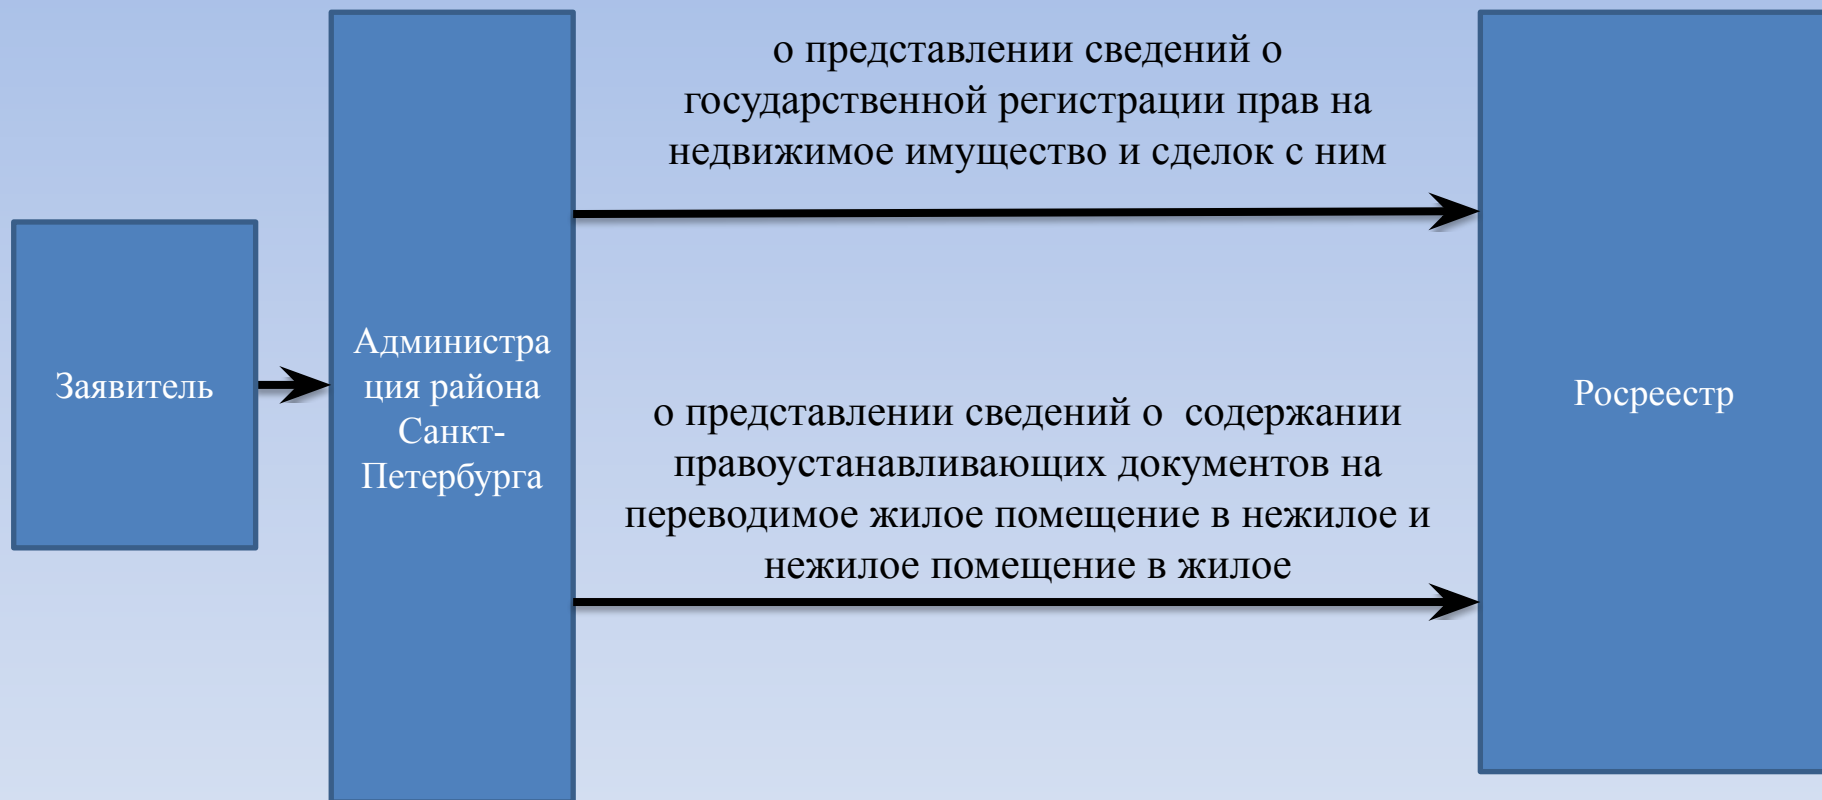 Заявитель
Администра
ция района
Санкт-
Петербурга
о представлении сведений о
государственной регистрации прав на
недвижимое имущество и сделок с ним
о представлении сведений о  содержании
правоустанавливающих документов на
переводимое жилое помещение в нежилое и
нежилое помещение в жилое
Росреестр